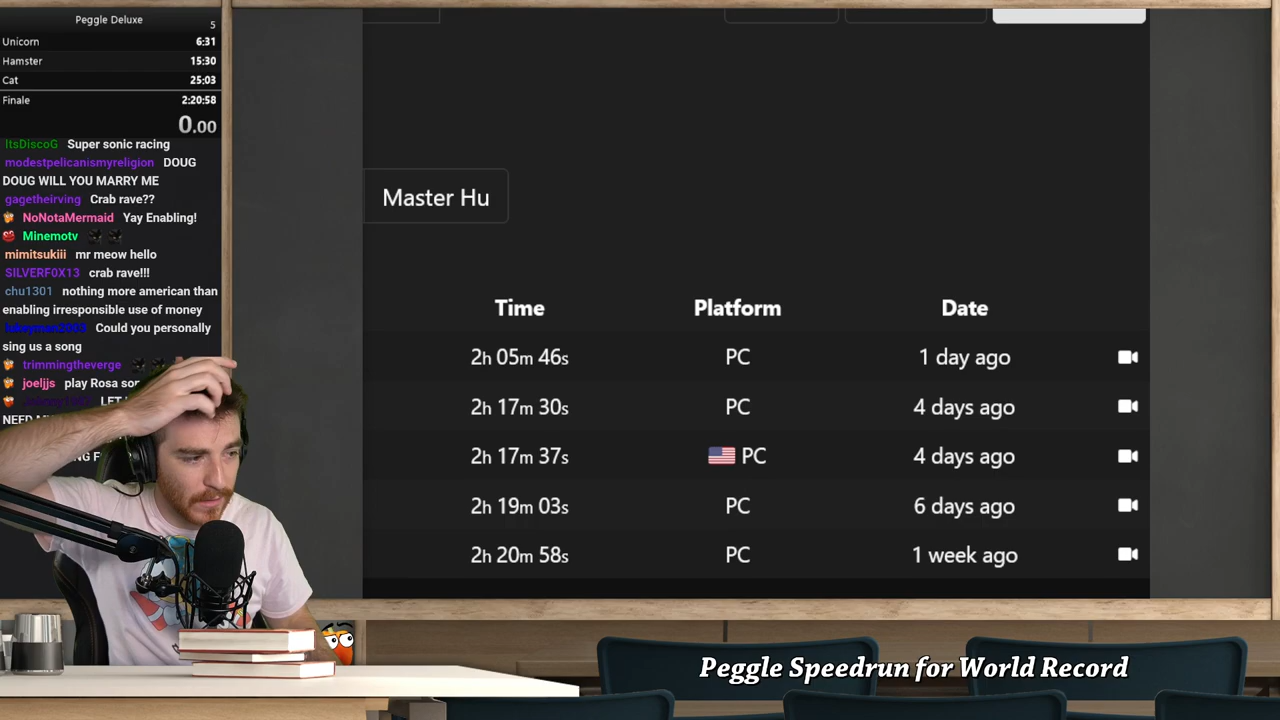 Peggle Deluxe
5
Unicorn 6:31
Hamster 15:30
Cat 25:03
Finale 2:20:58
0.00
ItsDiscoG Super sonic racing
modestpelicanismyreligion DOUG
DOUG WILL YOU MARRY ME
gagetheirving Crab rave??
NoNotaMermaid Yay Enabling!
Minemotv
mimitsukiii mr meow hello
SILVERF0X13 crab rave!!!
chu1301 nothing more american than
enabling irresponsible use of money
Could you personally
sing us a song
trimmingtheverge
joeljjs play Rosa
LET
NEED
Master Hu
Time Platform Date
2h 05m 46s PC 1 day ago
2h 17m 30s PC 4 days ago
2h 17m 37s PC 4 days ago
2h 19m 03s PC 6 days ago
2h 20m 58s PC 1 week ago
Peggle Speedrun for World Record